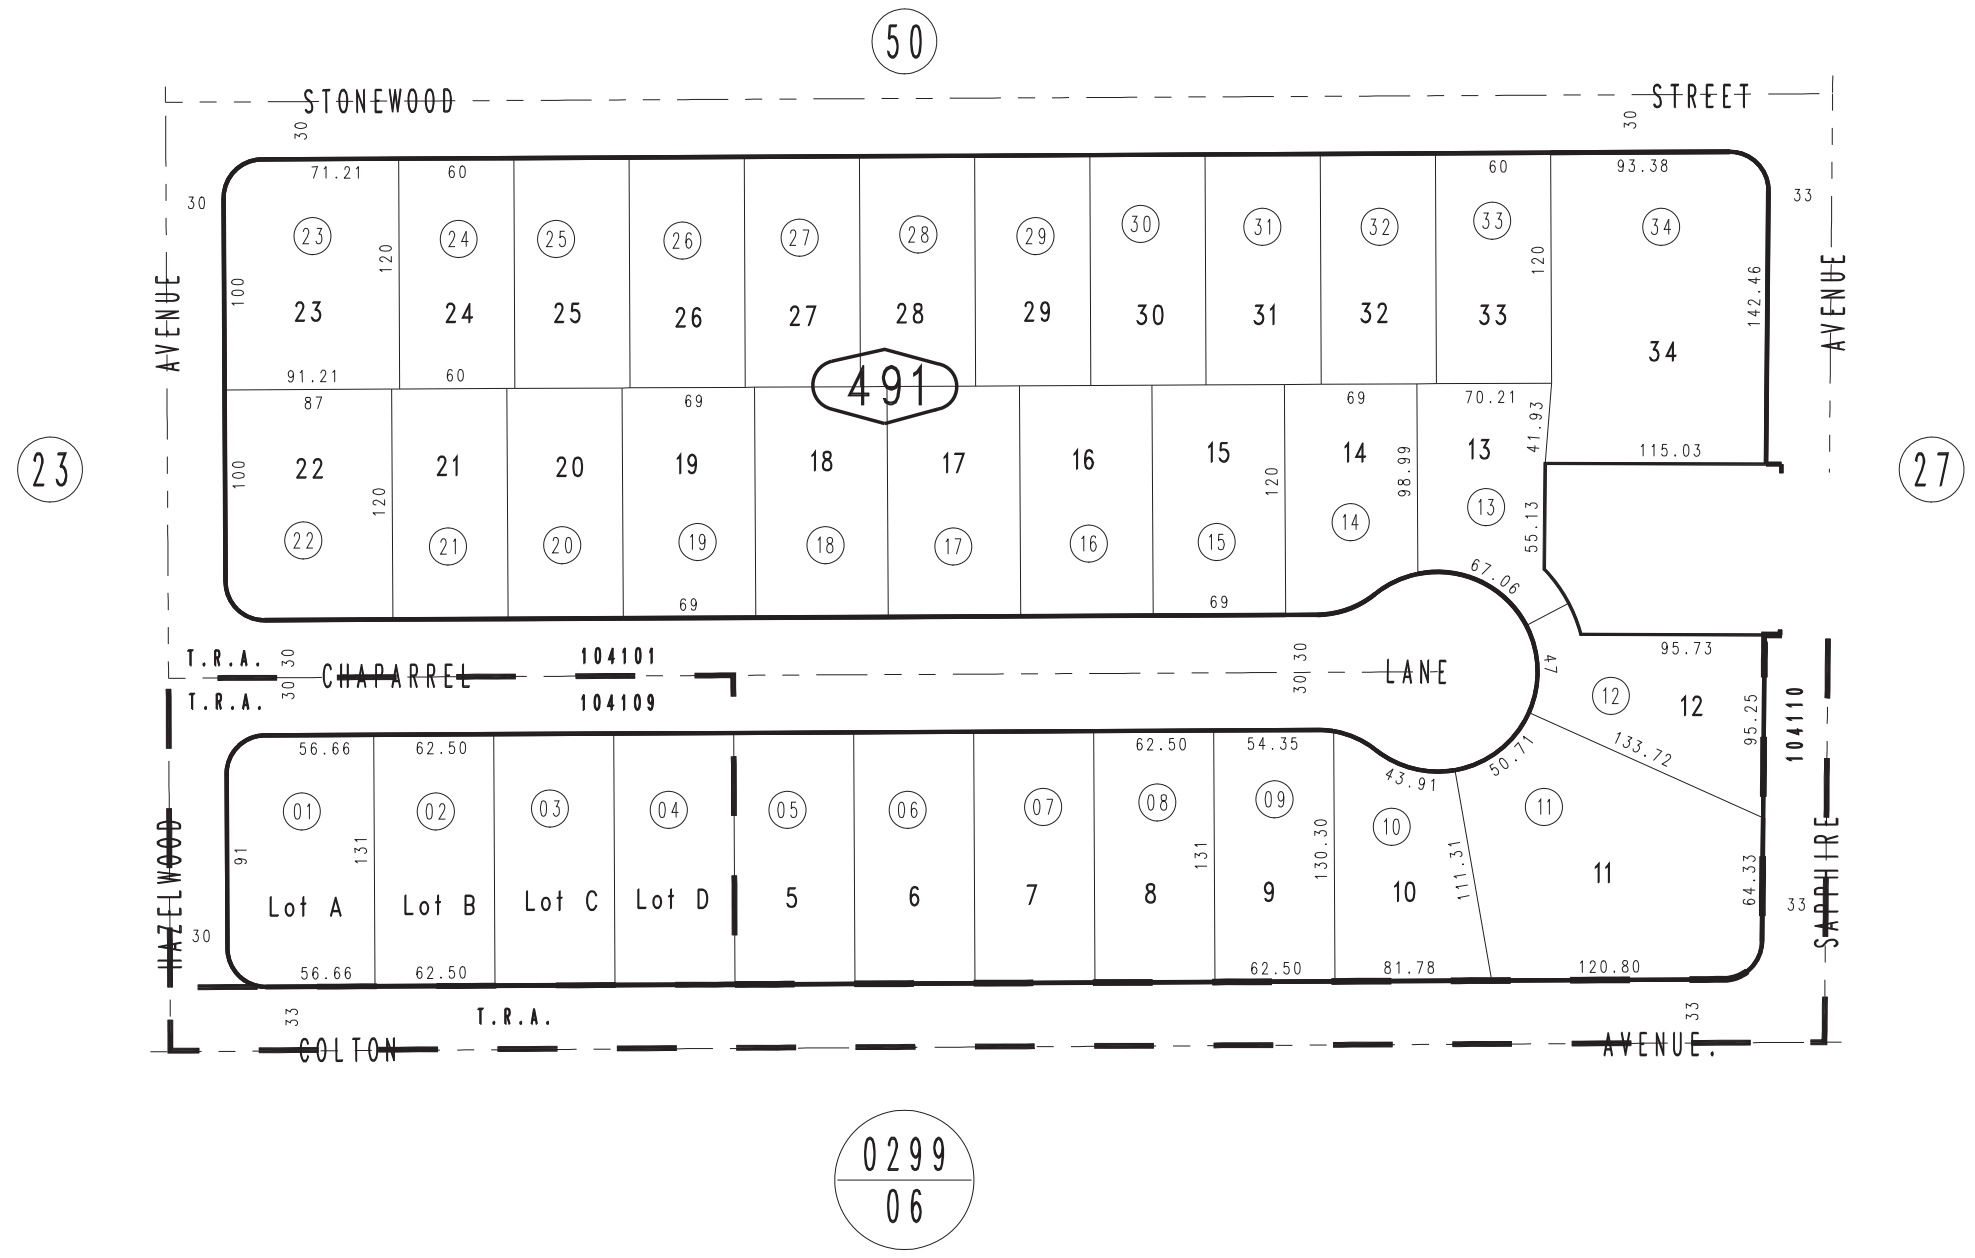 50
STONEWOOD STREET
30 30
71.21 60 60 93.38
30 33
23 24 25 26 27 28 29 30 31 32 33 34
120 120
AVENUE AVENUE
100 142.46
23 24 25 26 27 28 29 30 31 32 33 34
91.21 60
491
87 69 69 70.21
41.93
115.03
23 27
22 21 20 19 18 17 16 15 14 13
100 120 120 98.99
22 21 20 19 18 17 16 15 14 13
55.13
67.06
69 69
T.R.A. 30 104101 30
CHAPARREL LANE
T.R.A. 30 104109 30
47
95.73
12 12
95.25
104110
133.72
56.66 62.50 62.50 54.35
43.91 50.71
01 02 03 04 05 06 07 08 09 10 11
91 131 131 130.30 111.31 64.33
Lot A Lot B Lot C Lot D 5 6 7 8 9 10 11
HAZELWOOD SAPPHIRE
30 33
56.66 62.50 62.50 81.78 120.80
33 T.R.A. 33
COLTON AVENUE.
0299
06